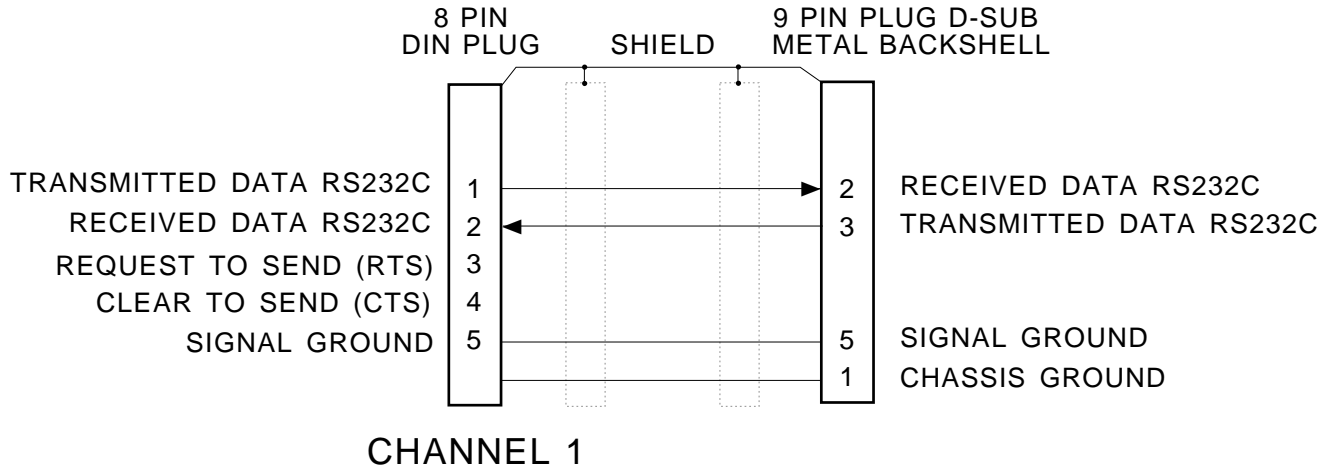 8 PIN
DIN PLUG
SHIELD
9 PIN PLUG D-SUB
METAL BACKSHELL
TRANSMITTED DATA RS232C 1 2 RECEIVED DATA RS232C
RECEIVED DATA RS232C 2 3 TRANSMITTED DATA RS232C
REQUEST TO SEND (RTS) 3
CLEAR TO SEND (CTS) 4
SIGNAL GROUND 5 5 SIGNAL GROUND
1 CHASSIS GROUND
CHANNEL 1